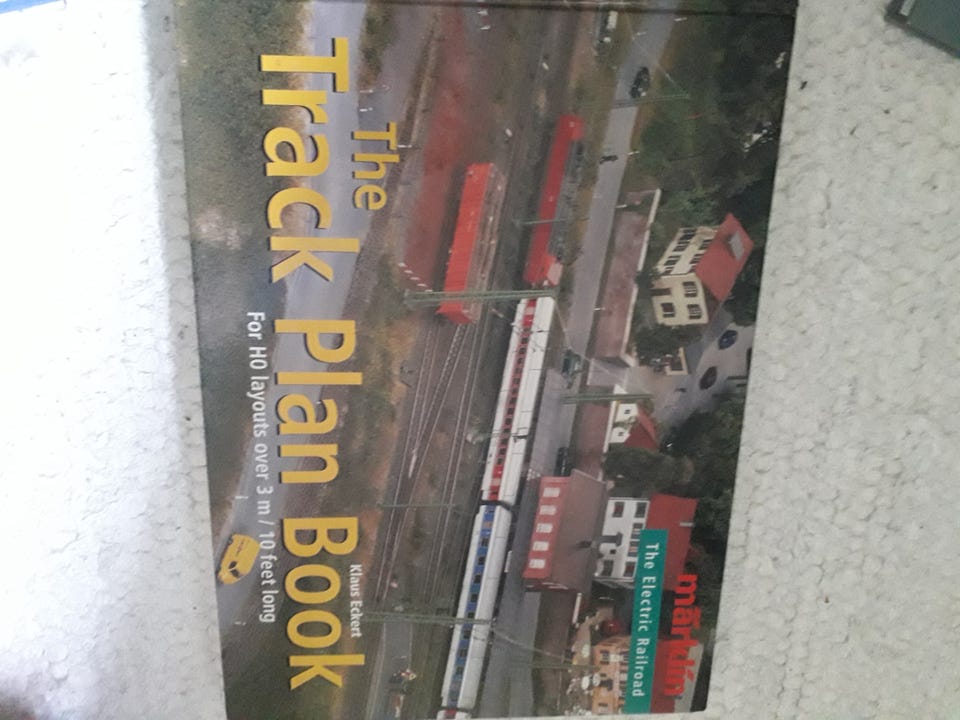 märklin
The Electric Railroad
Klaus Eckert
The
Track Plan Book
For H0 layouts over 3 m / 10 feet long